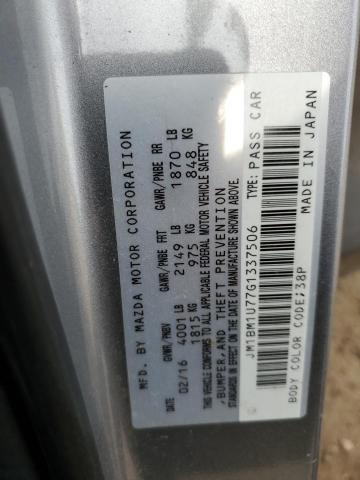 MFD. BY MAZDA MOTOR CORPORATION
DATE GVWR/PNBV GAWR/PNBE FRT GAWR/PNBE RR
02/16 4001 LB 2149 LB 1870 LB
1815 KG 975 KG 848 KG
THIS VEHICLE CONFORMS TO ALL APPLICABLE FEDERAL MOTOR VEHICLE SAFETY
,BUMPER,AND THEFT PREVENTION
STANDARDS IN EFFECT ON THE DATE OF MANUFACTURE SHOWN ABOVE.
JM1BM1U77G1337506 TYPE: PASS CAR
BODY COLOR CODE;38P MADE IN JAPAN